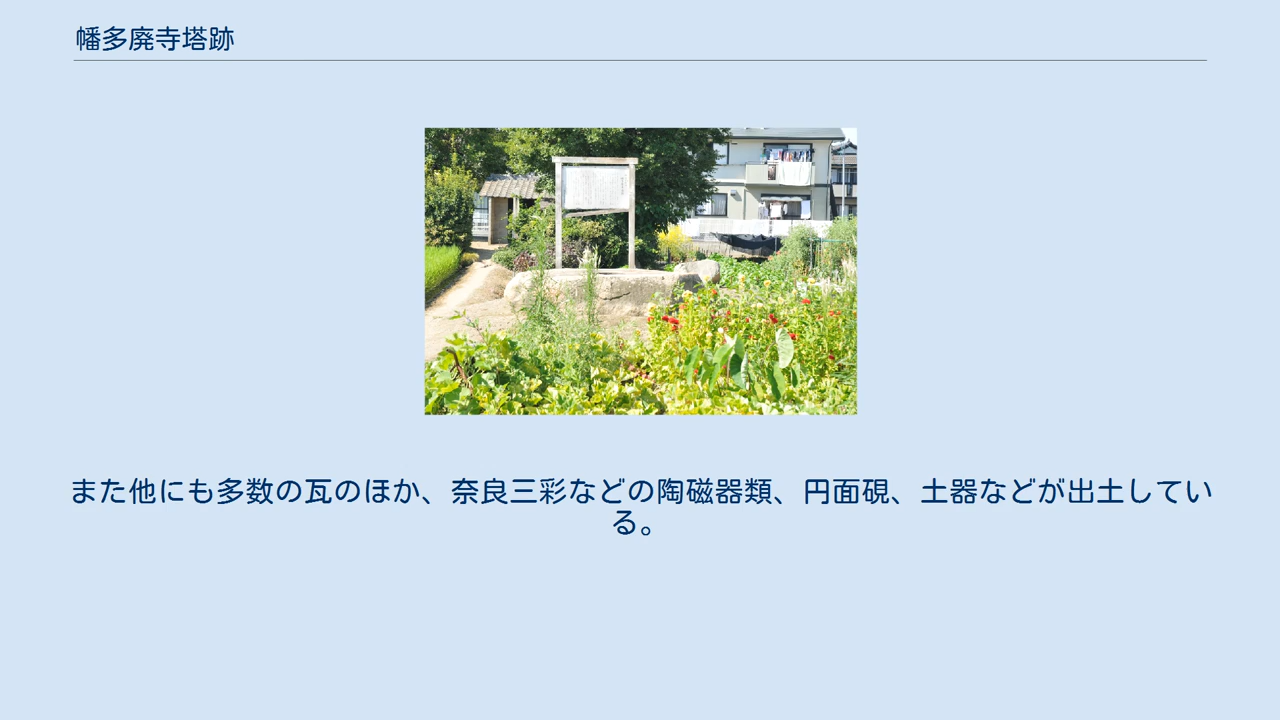 幡多廃寺塔跡
また他にも多数の瓦のほか、奈良三彩などの陶磁器類、円面硯、土器などが出土してい
る。